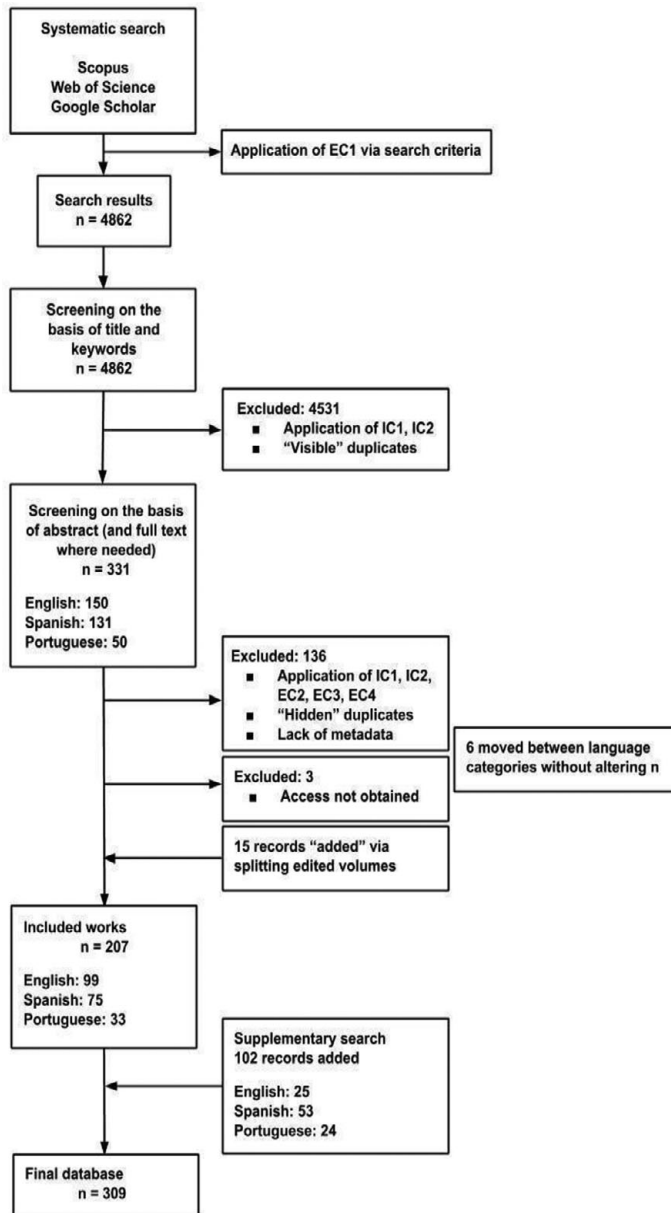 Systematic search
Scopus
Web of Science
Google Scholar
Application of EC1 via search criteria
Search results
n = 4862
Screening on the
basis of title and
keywords
n = 4862
Excluded: 4531
■ Application of IC1, IC2
■ “Visible” duplicates
Screening on the basis
of abstract (and full text
where needed)
n = 331
English: 150
Spanish: 131
Portuguese: 50
Excluded: 136
■ Application of IC1, IC2,
EC2, EC3, EC4
■ “Hidden” duplicates
■ Lack of metadata
6 moved between language
categories without altering n
Excluded: 3
■ Access not obtained
15 records “added” via
splitting edited volumes
Included works
n = 207
English: 99
Spanish: 75
Portuguese: 33
Supplementary search
102 records added
English: 25
Spanish: 53
Portuguese: 24
Final database
n = 309